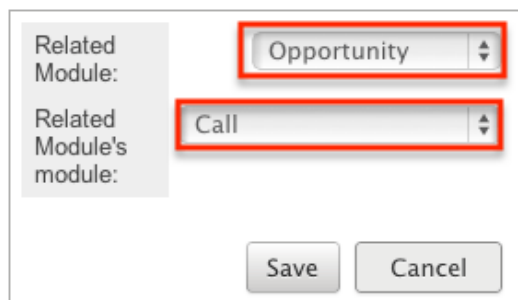 Related
Module:
Opportunity
Related
Module's
module:
Call
Save
Cancel